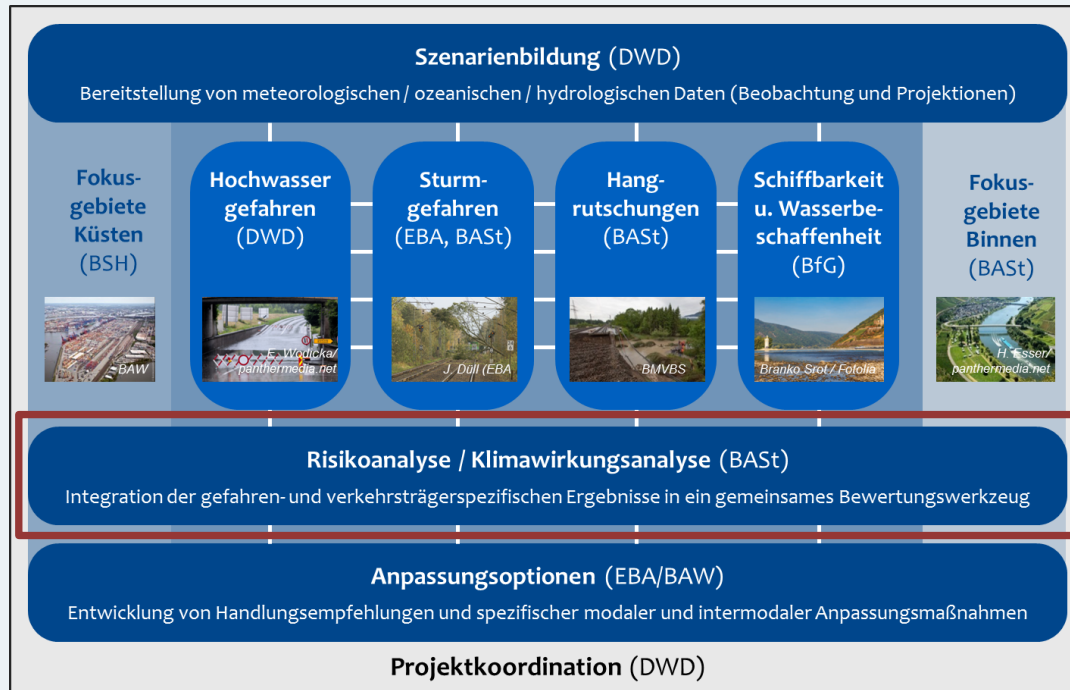 Szenarienbildung (DWD)
Bereitstellung von meteorologischen / ozeanischen / hydrologischen Daten (Beobachtung und Projektionen)
Fokus-
gebiete
Küsten
(BSH)
BAW
Hochwasser
gefahren
(DWD)
E. Wodicka/
panthermedia.net
Sturm-
gefahren
(EBA, BASt)
J. Düll (EBA
Hang-
rutschungen
(BASt)
BMVBS
Schiffbarkeit
u. Wasserbe-
schaffenheit
(BfG)
Branko Srot / Fotolia
Fokus-
gebiete
Binnen
(BASt)
H. Esser/
panthermedia.net
Risikoanalyse / Klimawirkungsanalyse (BASt)
Integration der gefahren- und verkehrsträgerspezifischen Ergebnisse in ein gemeinsames Bewertungswerkzeug
Anpassungsoptionen (EBA/BAW)
Entwicklung von Handlungsempfehlungen und spezifischer modaler und intermodaler Anpassungsmaßnahmen
Projektkoordination (DWD)